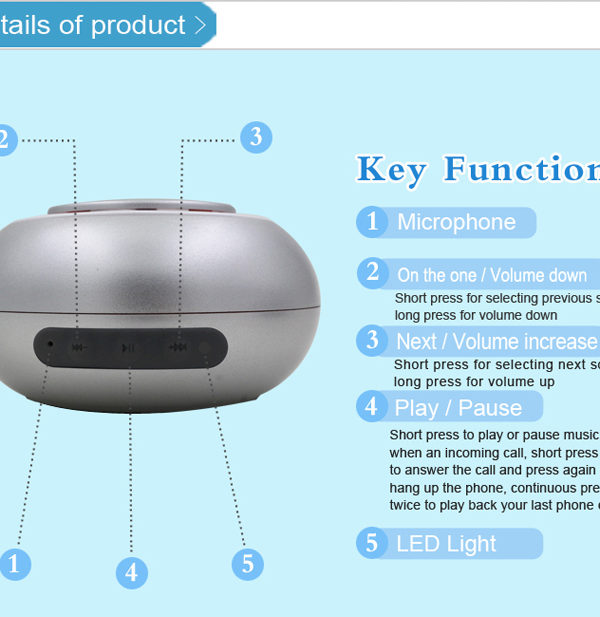 tails of product >
2
3
Key Function
1 Microphone
2 On the one / Volume down
Short press for selecting previous s
long press for volume down
3 Next / Volume increase
Short press for selecting next so
long press for volume up
4 Play / Pause
Short press to play or pause music
when an incoming call, short press
to answer the call and press again
hang up the phone, continuous pre
twice to play back your last phone
5 LED Light
1
4
5